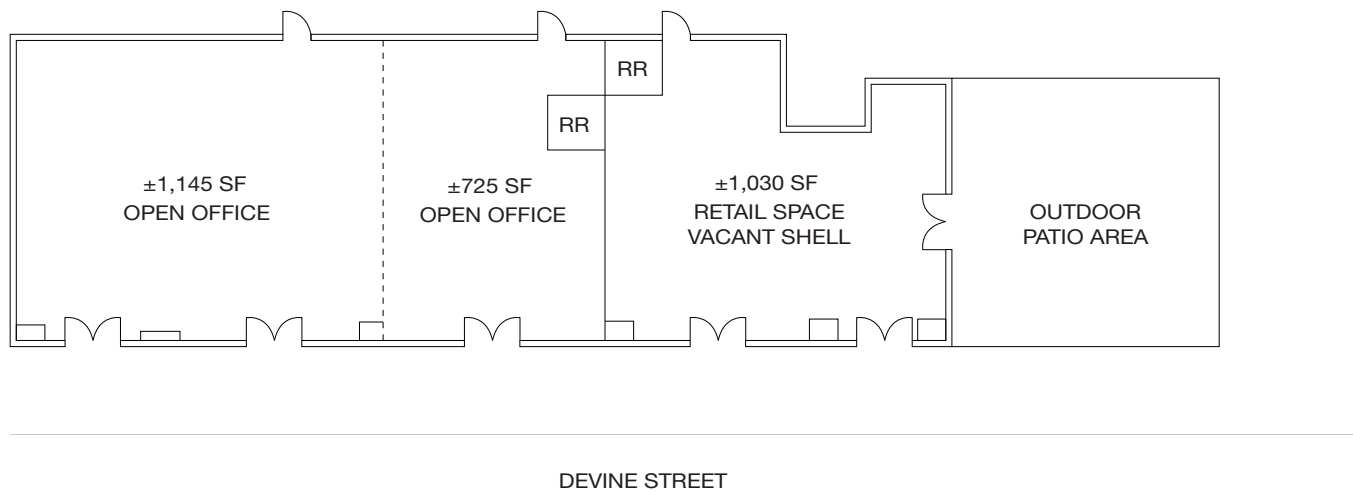 RR
RR
±1,145 SF
OPEN OFFICE
±725 SF
OPEN OFFICE
±1,030 SF
RETAIL SPACE
VACANT SHELL
OUTDOOR
PATIO AREA
DEVINE STREET